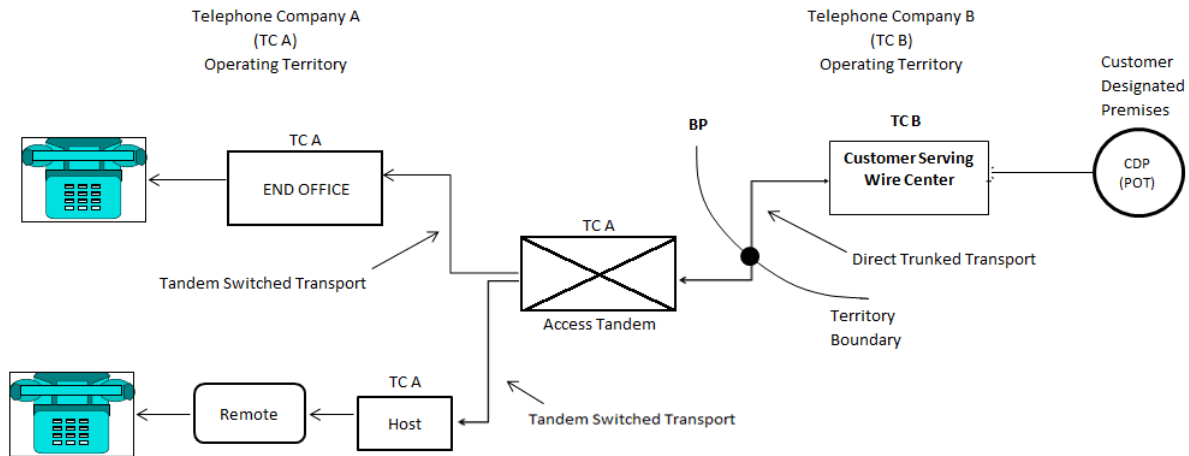 Telephone Company A
(TC A)
Operating Territory
Telephone Company B
(TC B)
Operating Territory
Customer
Designated
Premises
TC A
END OFFICE
BP
TC B
Customer Serving
Wire Center
CDP
(POT)
TC A
Tandem Switched Transport
Direct Trunked Transport
Access Tandem
Territory
Boundary
TC A
Remote
Host
Tandem Switched Transport